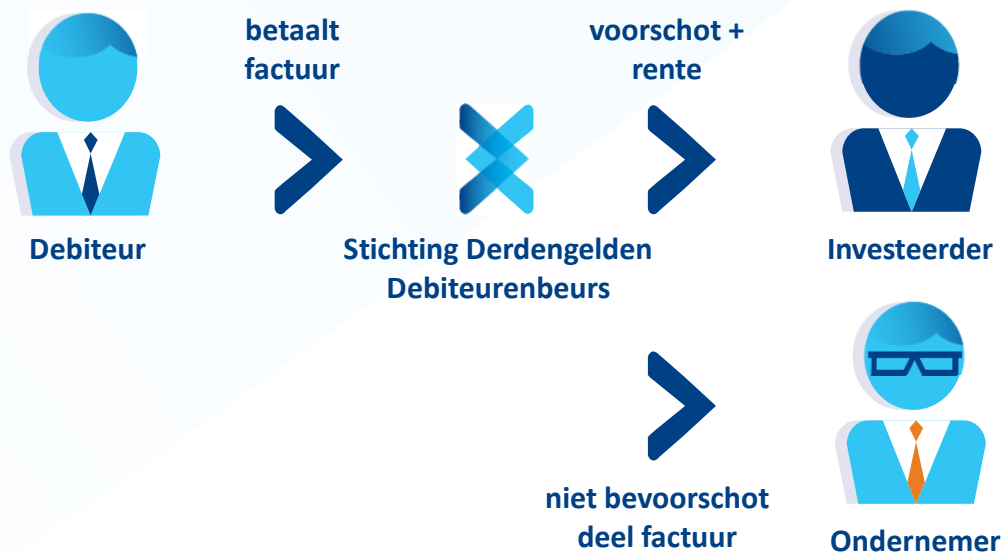 betaalt
factuur
voorschot +
rente
Debiteur
Stichting Derdengelden
Debiteurenbeurs
Investeerder
niet bevoorschot
deel factuur
Ondernemer